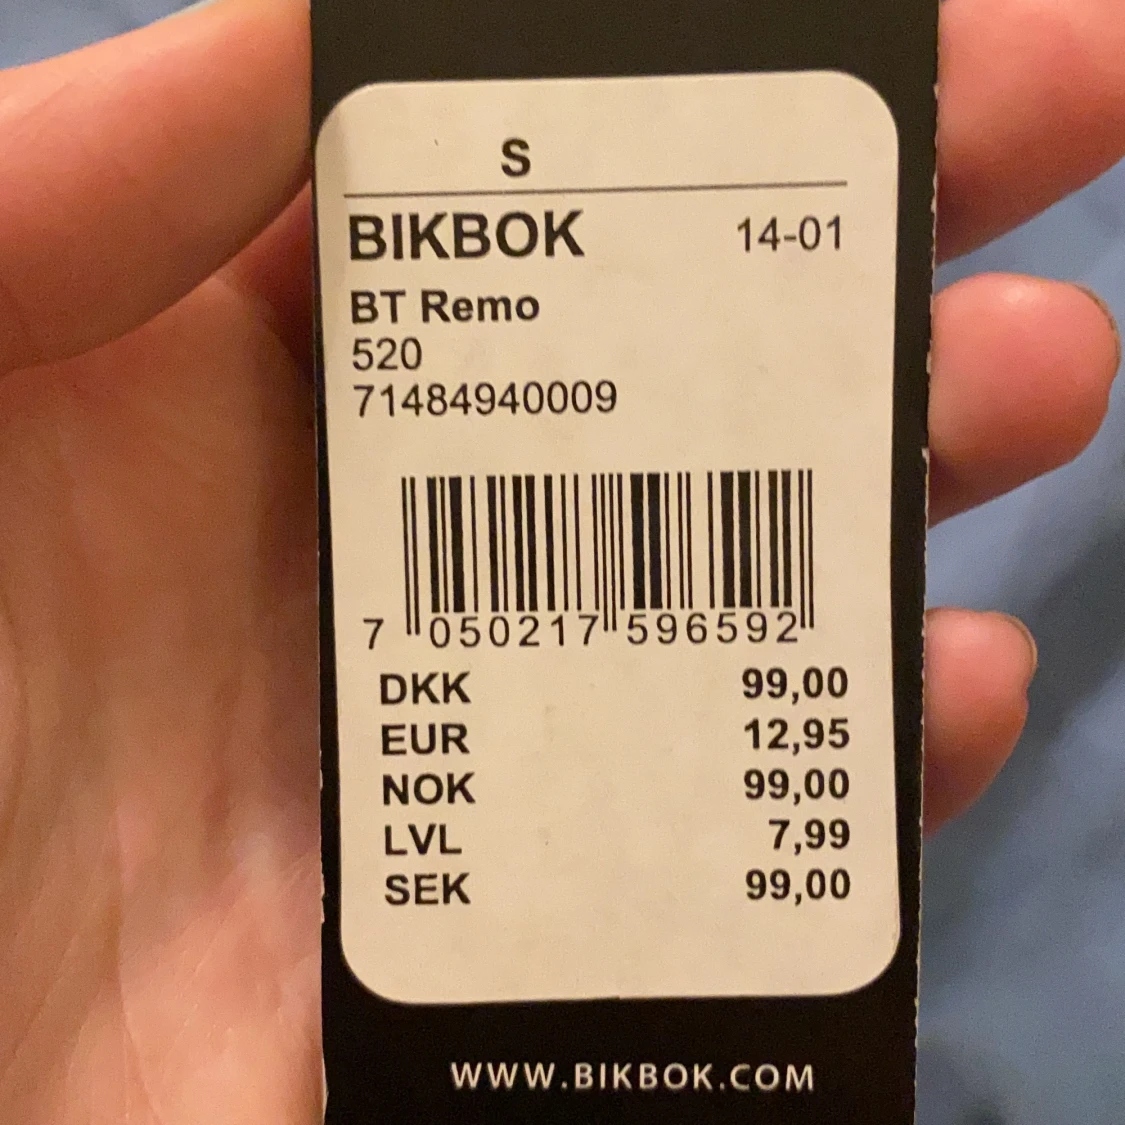 S
BIKBOK 14-01
BT Remo
520
71484940009
7 050217 596592
DKK 99,00
EUR 12,95
NOK 99,00
LVL 7,99
SEK 99,00
WWW.BIKBOK.COM